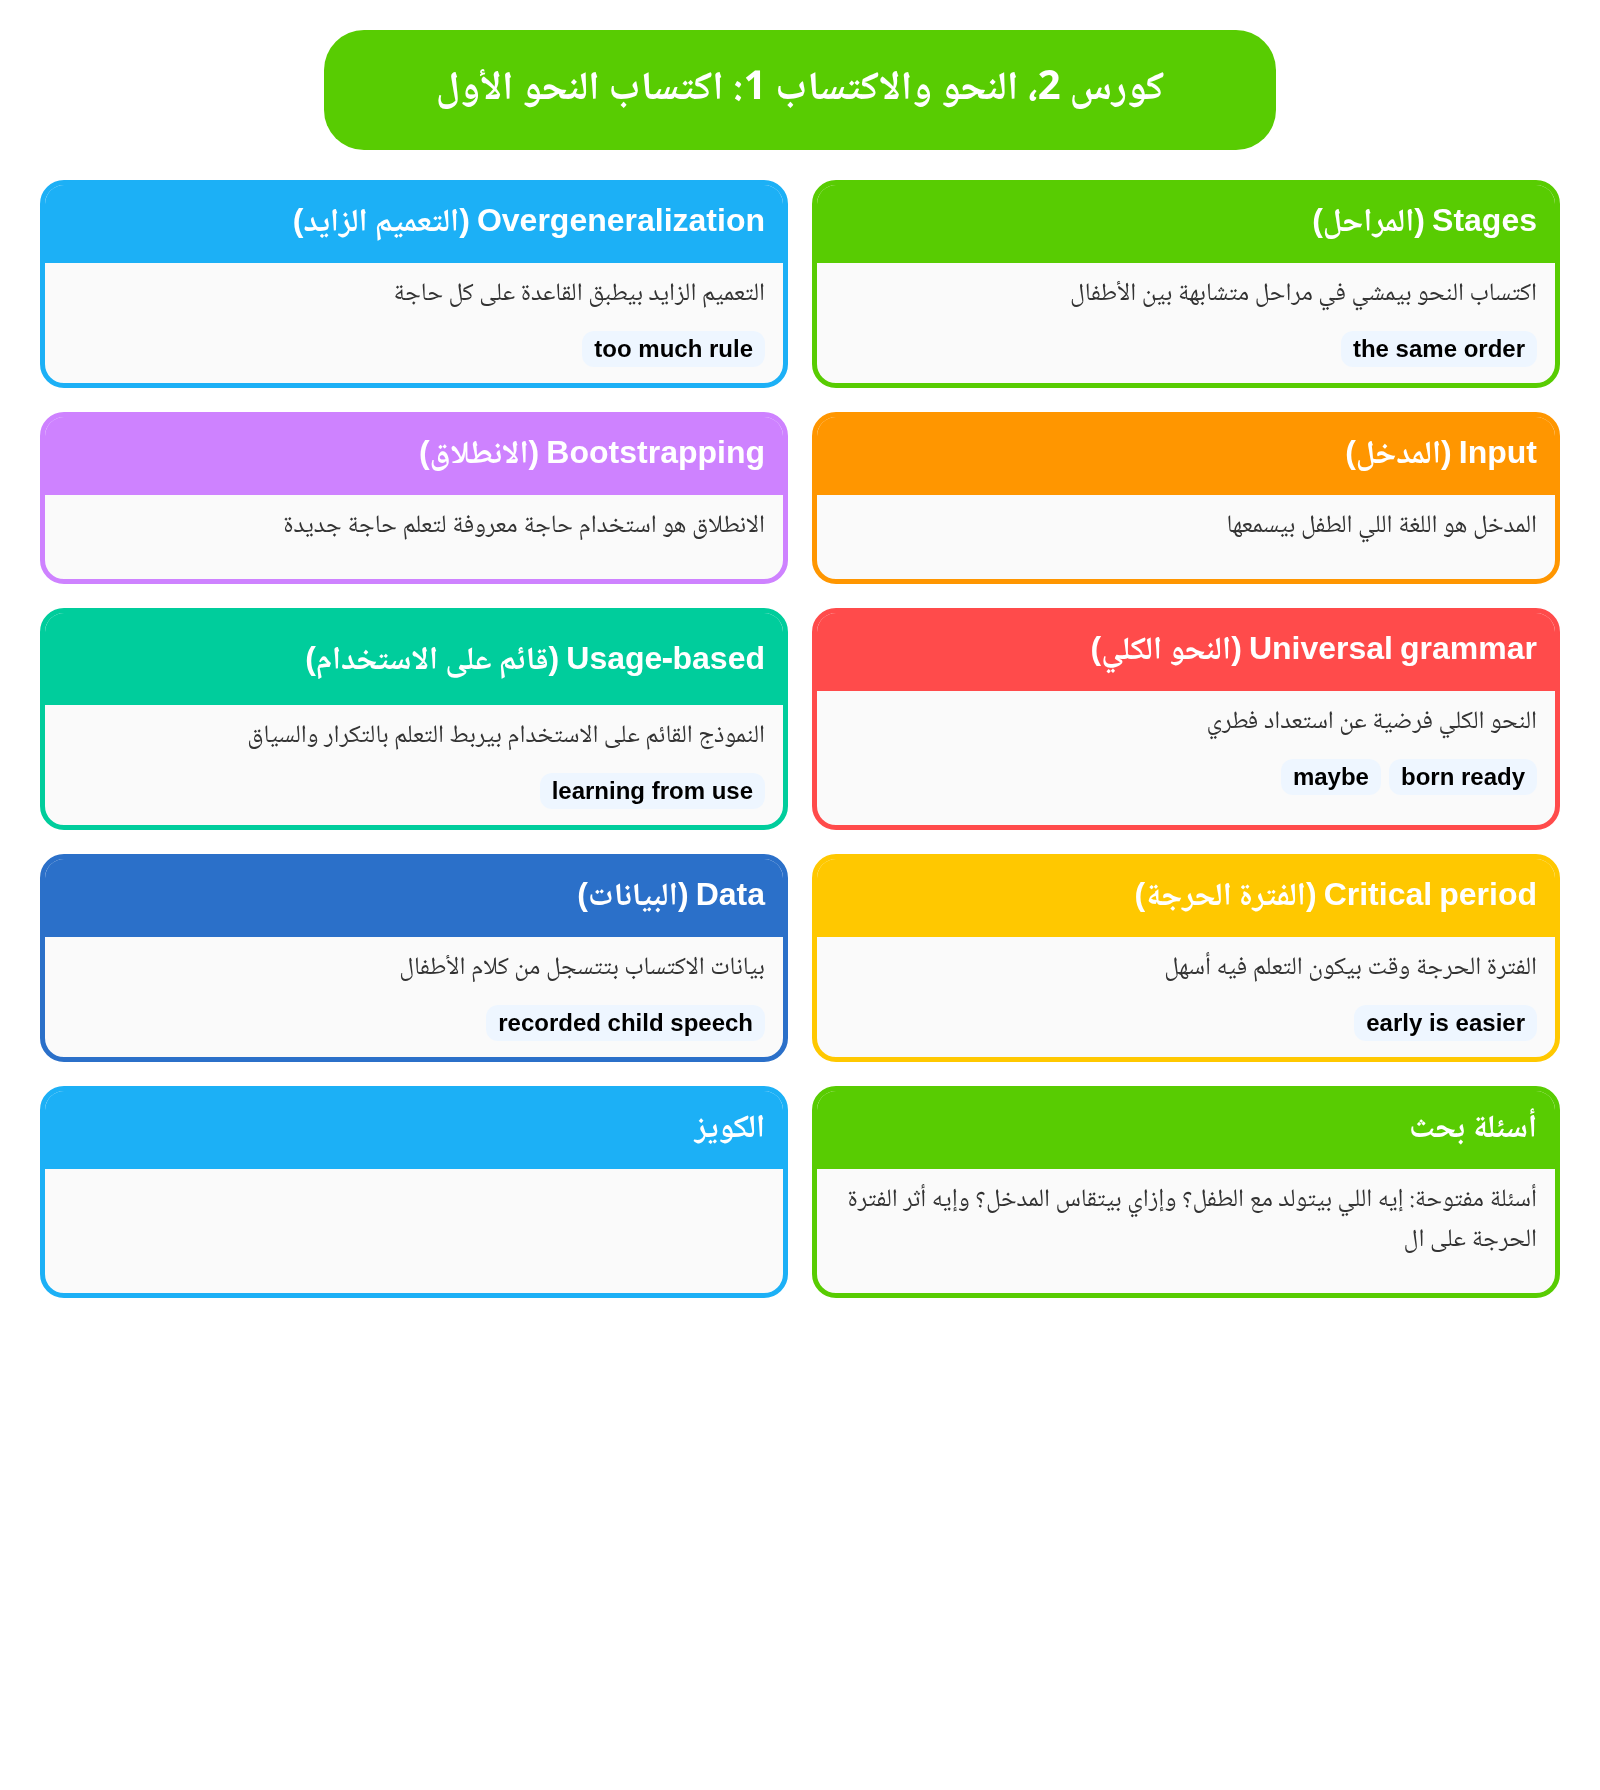 كورس 2، النحو والاكتساب 1: اكتساب النحو الأول
Stages (المراحل)
اكتساب النحو بيمشي في مراحل متشابهة بين الأطفال
the same order
Overgeneralization (التعميم الزايد)
التعميم الزايد بيطبق القاعدة على كل حاجة
too much rule
Input (المدخل)
المدخل هو اللغة اللي الطفل بيسمعها
Bootstrapping (الانطلاق)
الانطلاق هو استخدام حاجة معروفة لتعلم حاجة جديدة
Universal grammar (النحو الكلي)
النحو الكلي فرضية عن استعداد فطري
born ready maybe
Usage-based (قائم على الاستخدام)
النموذج القائم على الاستخدام بيربط التعلم بالتكرار والسياق
learning from use
Critical period (الفترة الحرجة)
الفترة الحرجة وقت بيكون التعلم فيه أسهل
early is easier
Data (البيانات)
بيانات الاكتساب بتتسجل من كلام الأطفال
recorded child speech
أسئلة بحث
أسئلة مفتوحة: إيه اللي بيتولد مع الطفل؟ وإزاي بيتقاس المدخل؟ وإيه أثر الفترة
الحرجة على ال
الكويز